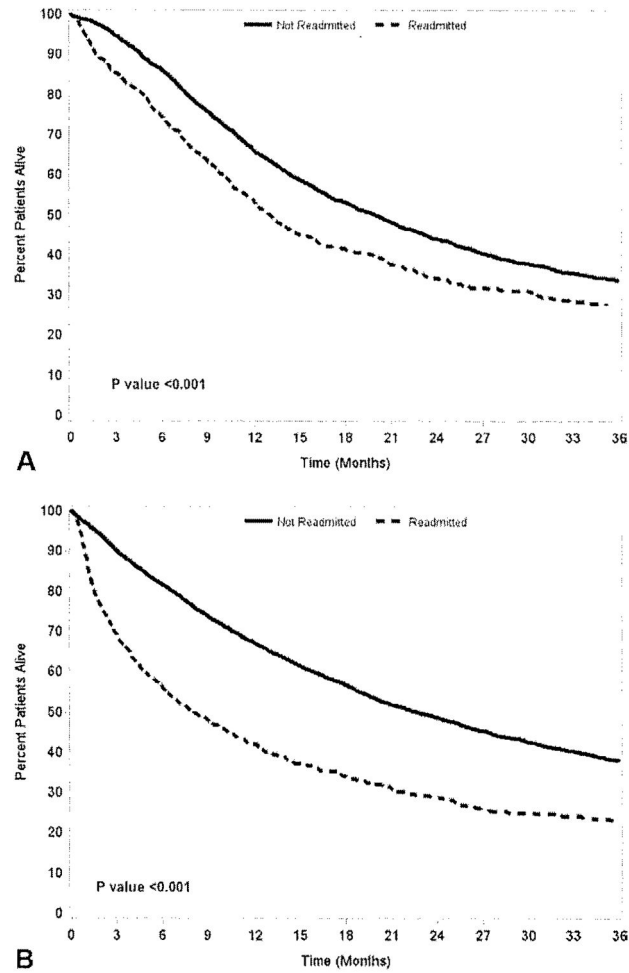 100
Not Readmitted Readmitted
90
80
70
60
50
40
30
20
10
0
Percent Patients Alive
P value <0.001
0 3 6 9 12 15 18 21 24 27 30 33 36
Time (Months)
A
100
Not Readmitted Readmitted
90
80
70
60
50
40
30
20
10
0
Percent Patients Alive
P value <0.001
0 3 6 9 12 15 18 21 24 27 30 33 36
Time (Months)
B